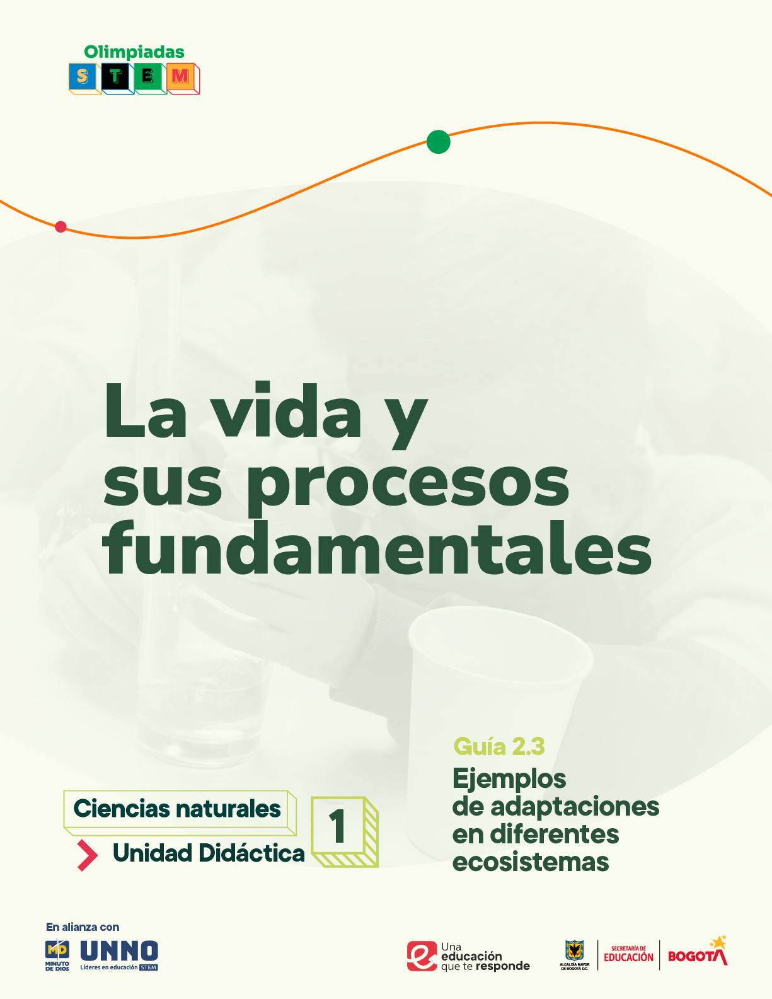 Olimpiadas
STEM
La vida y
sus procesos
fundamentales
Guía 2.3
Ejemplos
de adaptaciones
en diferentes
ecosistemas
Ciencias naturales
1
Unidad Didáctica
En alianza con
MD
MINUTO
DE DIOS
UNNO
Líderes en educación STEM
e
Una
educación
que te responde
ALCALDÍA MAYOR
DE BOGOTÁ D.C.
SECRETARÍA DE
EDUCACIÓN
BOGOTÁ